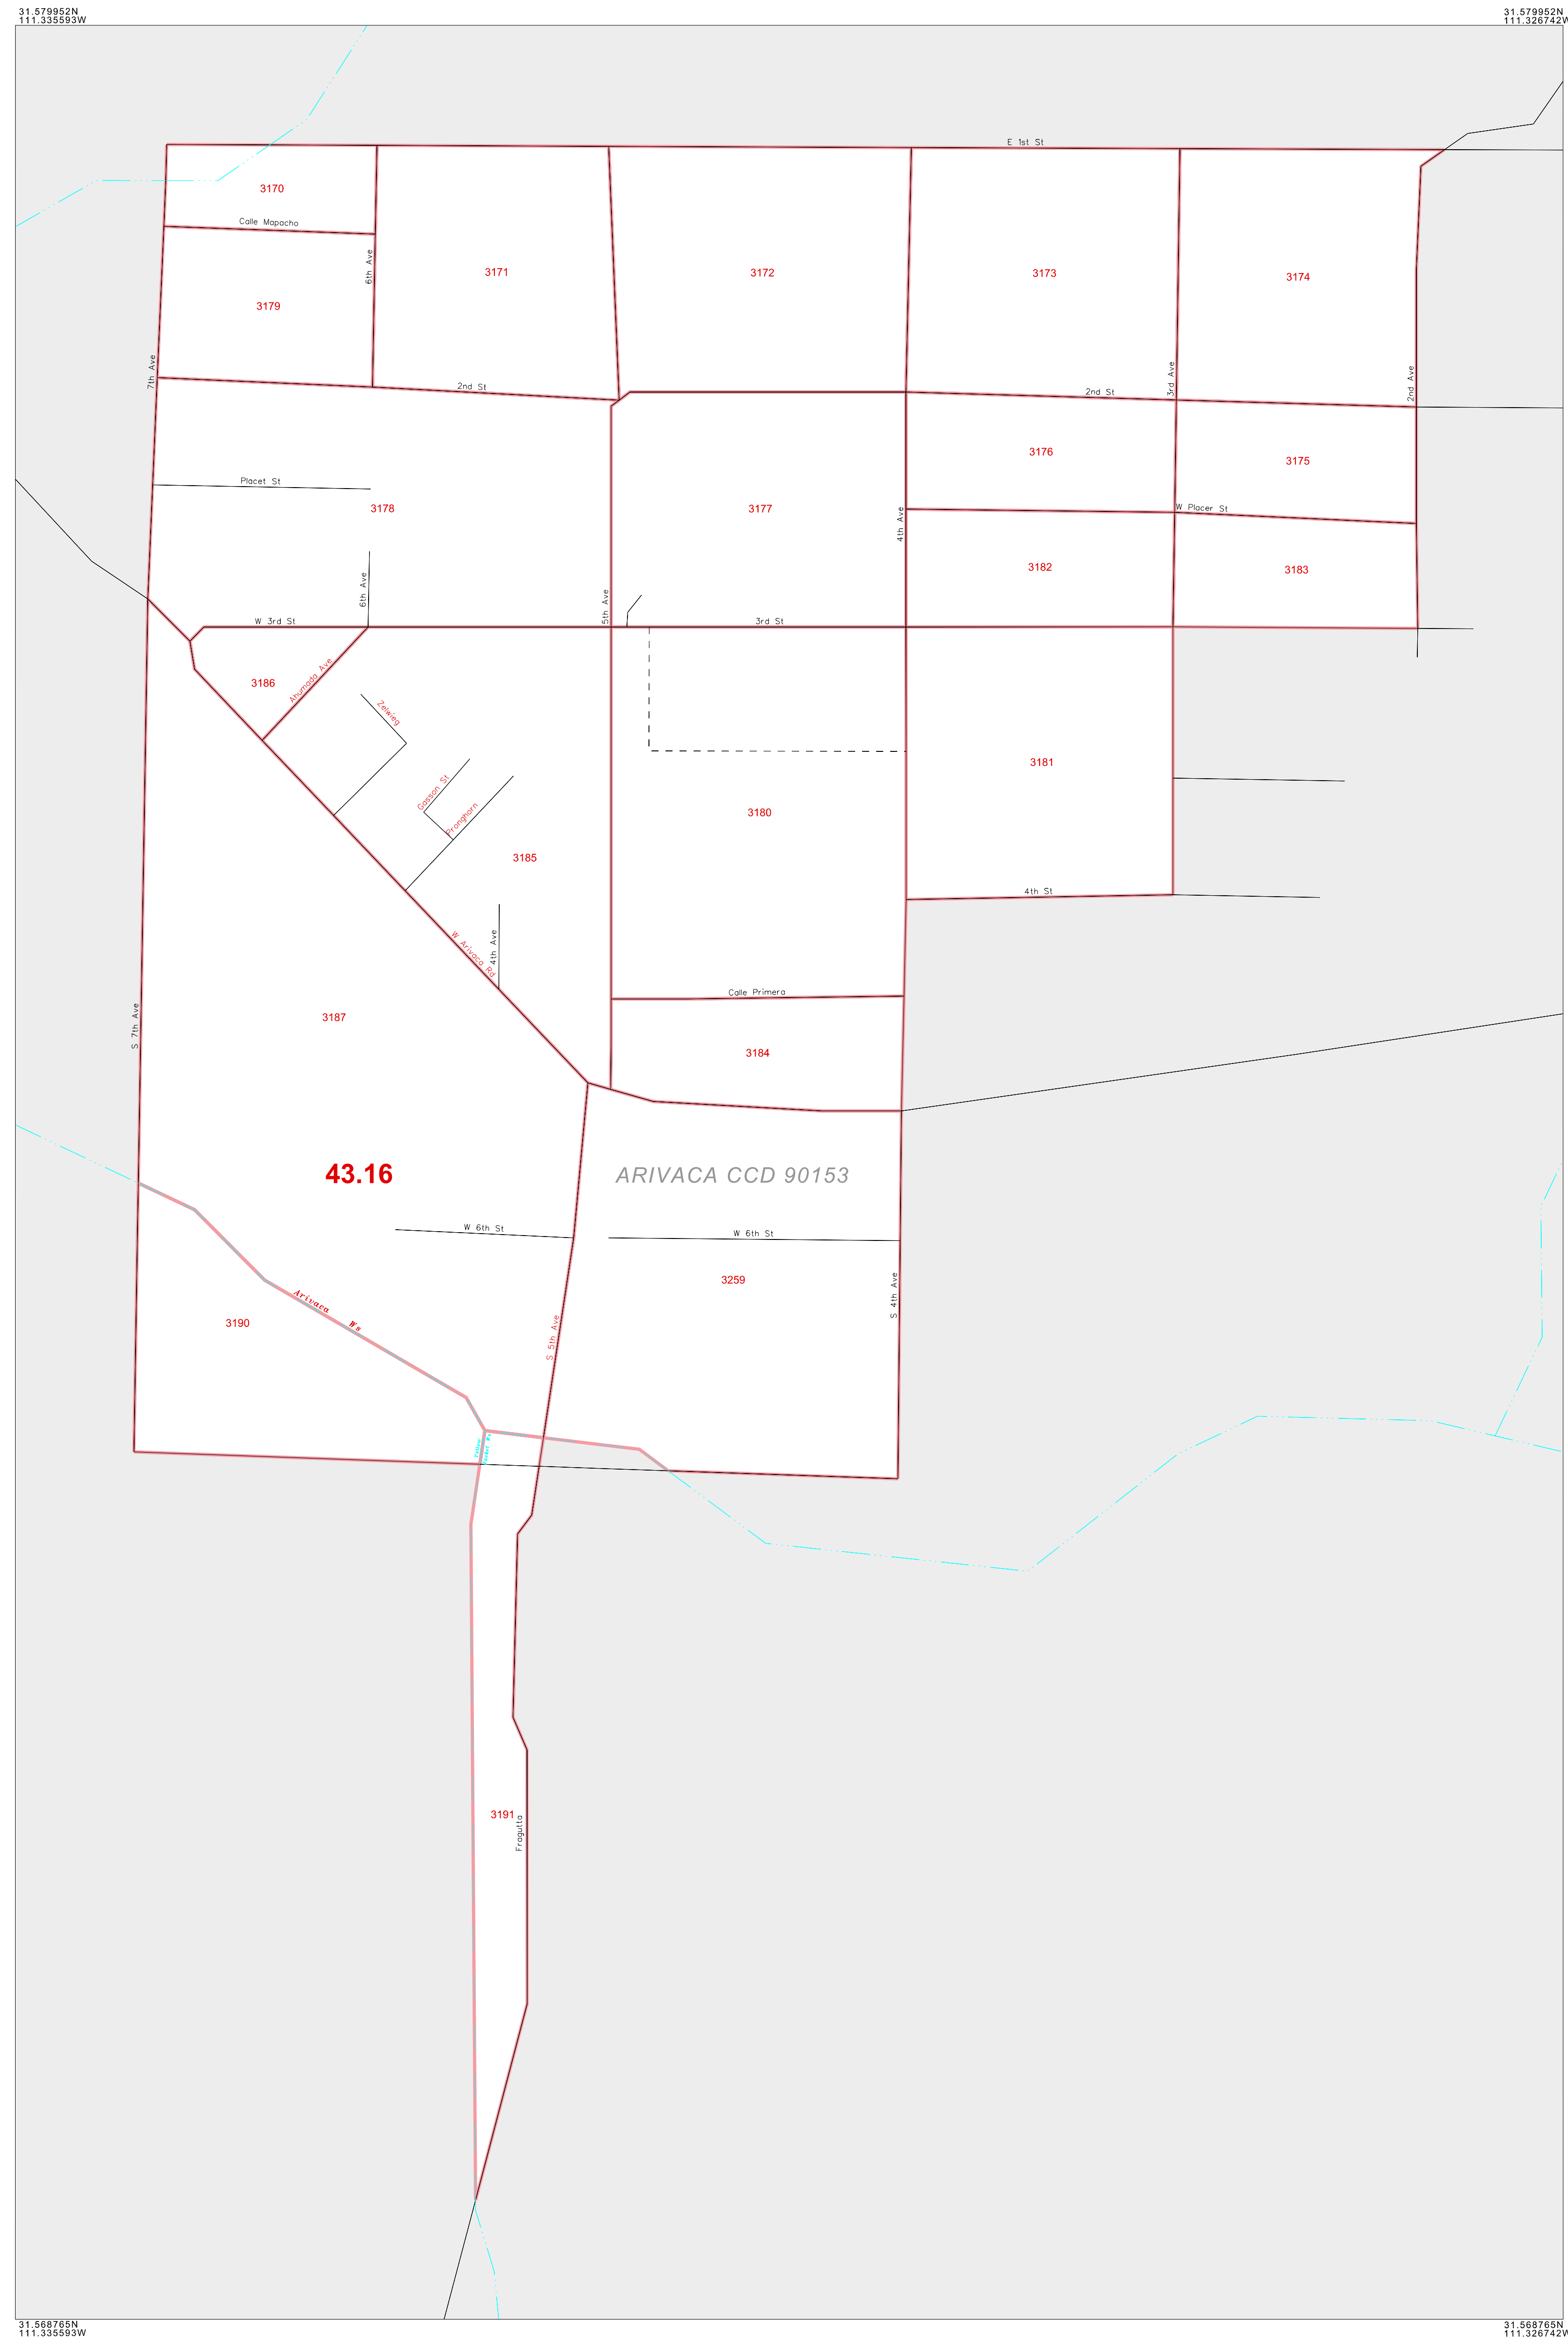 31.579952N
111.335593W
31.579952N
111.326742W
E 1st St
3170
Calle Mapacho
6th Ave
3171
3172
3173
3174
3179
7th Ave
2nd St
2nd St
3rd Ave
2nd Ave
3176
3175
Placet St
3178
3177
4th Ave
W Placer St
3182
3183
6th Ave
5th Ave
W 3rd St
3rd St
3186
Ahumada Ave
Zelwieg
Gasson St
Pronghorn
3181
3180
3185
4th St
W Arivaca Rd
4th Ave
Calle Primera
S 7th Ave
3187
3184
43.16
ARIVACA CCD 90153
W 6th St
W 6th St
3259
S 4th Ave
Arivaca Ws
3190
S 5th Ave
3191
Fragutta
31.568765N
111.335593W
31.568765N
111.326742W